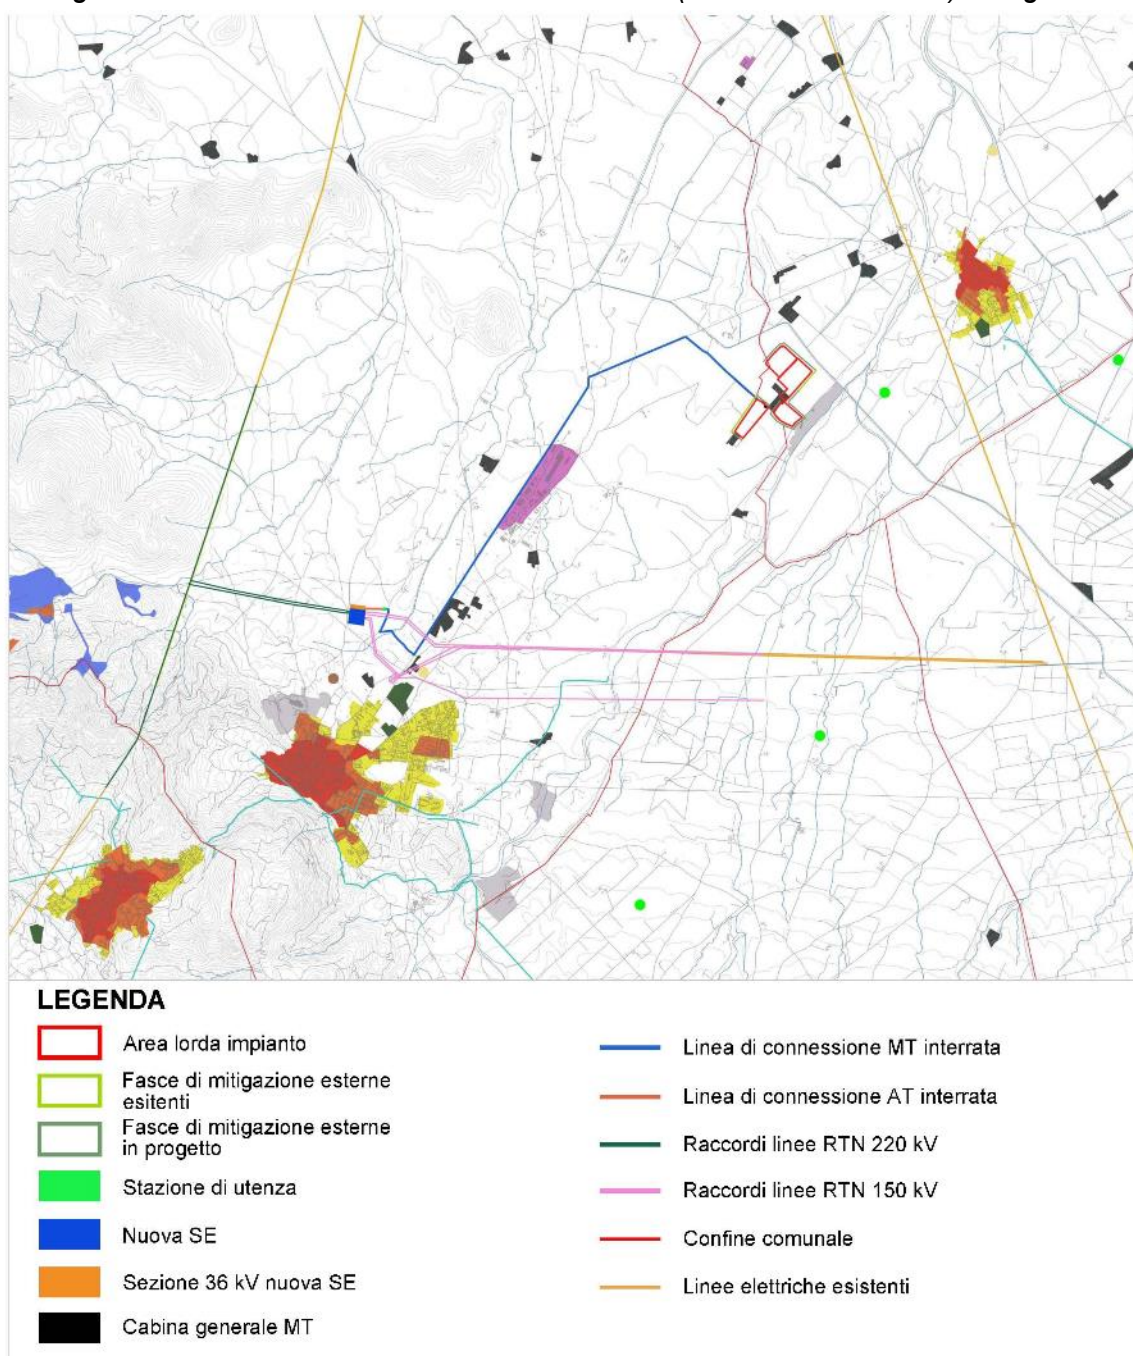 LEGENDA
Area lorda impianto
Fasce di mitigazione esterne
esitenti
Fasce di mitigazione esterne
in progetto
Stazione di utenza
Nuova SE
Sezione 36 kV nuova SE
Cabina generale MT
Linea di connessione MT interrata
Linea di connessione AT interrata
Raccordi linee RTN 220 kV
Raccordi linee RTN 150 kV
Confine comunale
Linee elettriche esistenti